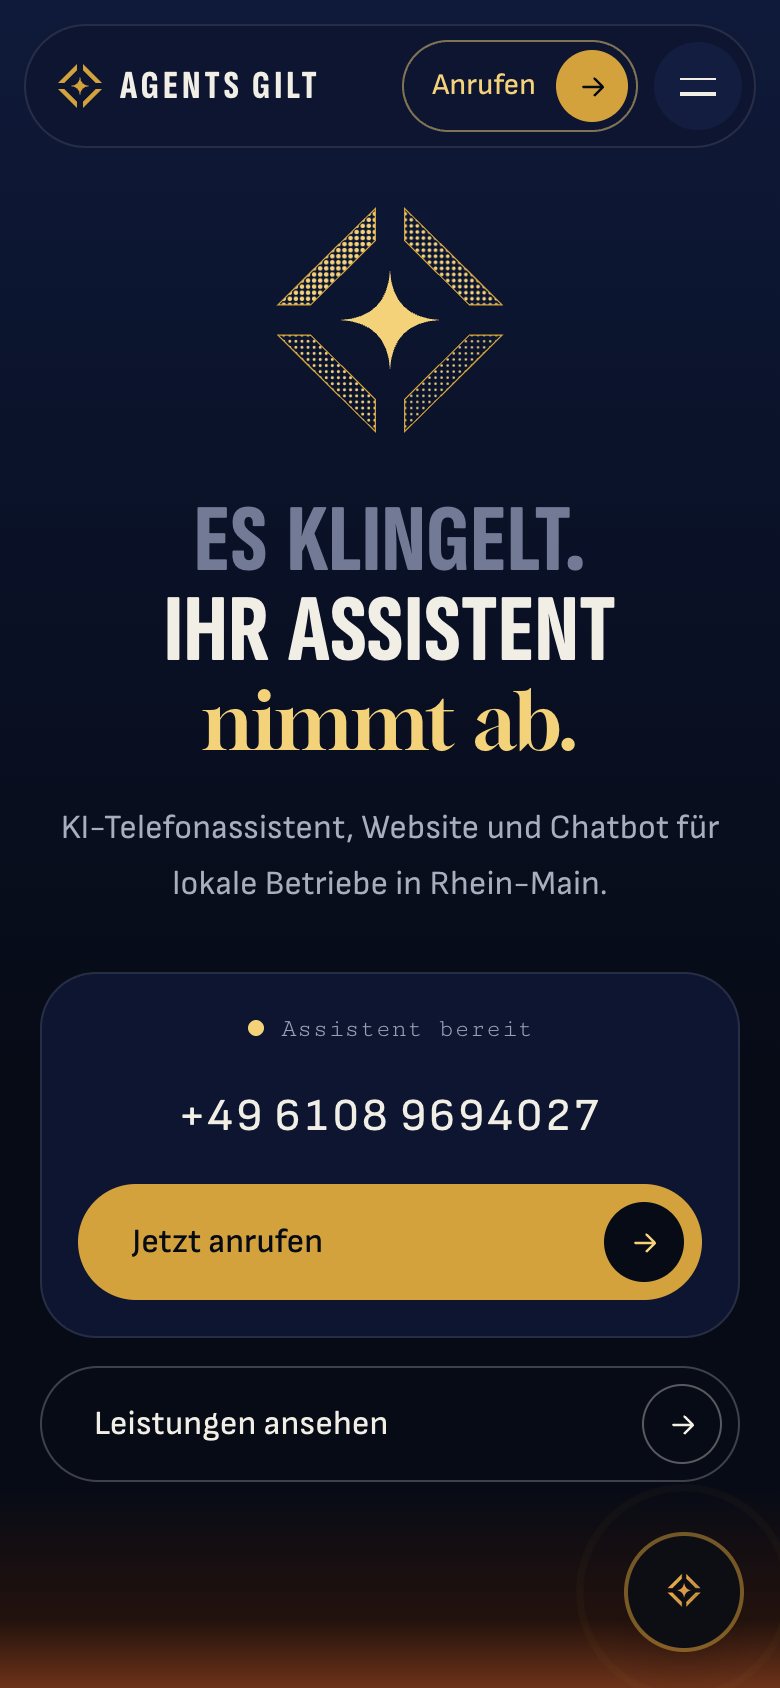 AGENTS GILT
Anrufen
ES KLINGELT.
IHR ASSISTENT
nimmt ab.
KI-Telefonassistent, Website und Chatbot für
lokale Betriebe in Rhein-Main.
Assistent bereit
+49 6108 9694027
Jetzt anrufen
Leistungen ansehen